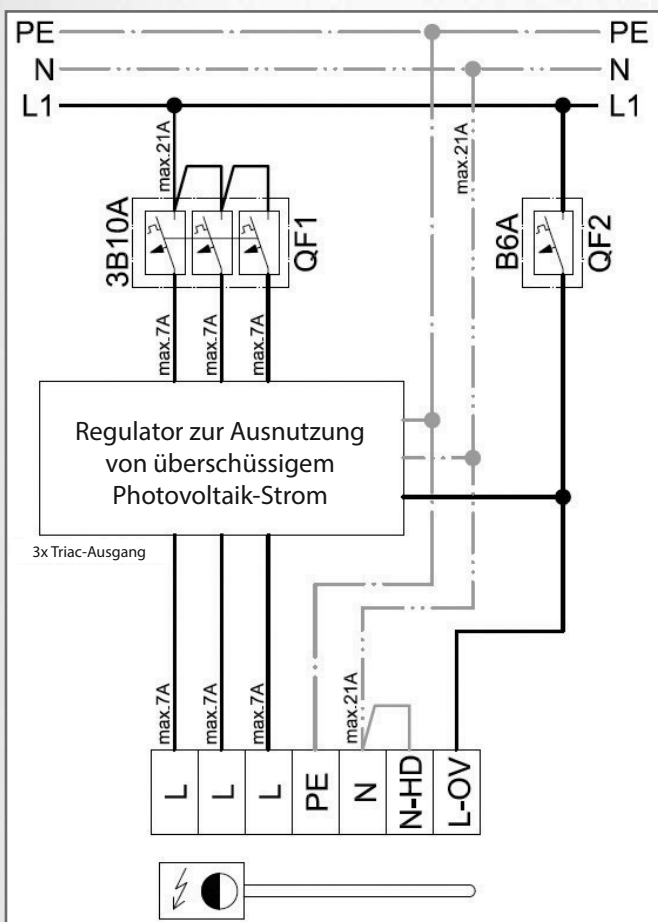 PE PE
N N
L1 L1
max.21A
max.21A
3B10A
QF1
B6A
QF2
max.7A
max.7A
max.7A
Regulator zur Ausnutzung
von überschüssigem
Photovoltaik-Strom
3x Triac-Ausgang
max.7A
max.7A
max.7A
max.21A
L
L
L
PE
N
N-HD
L-OV